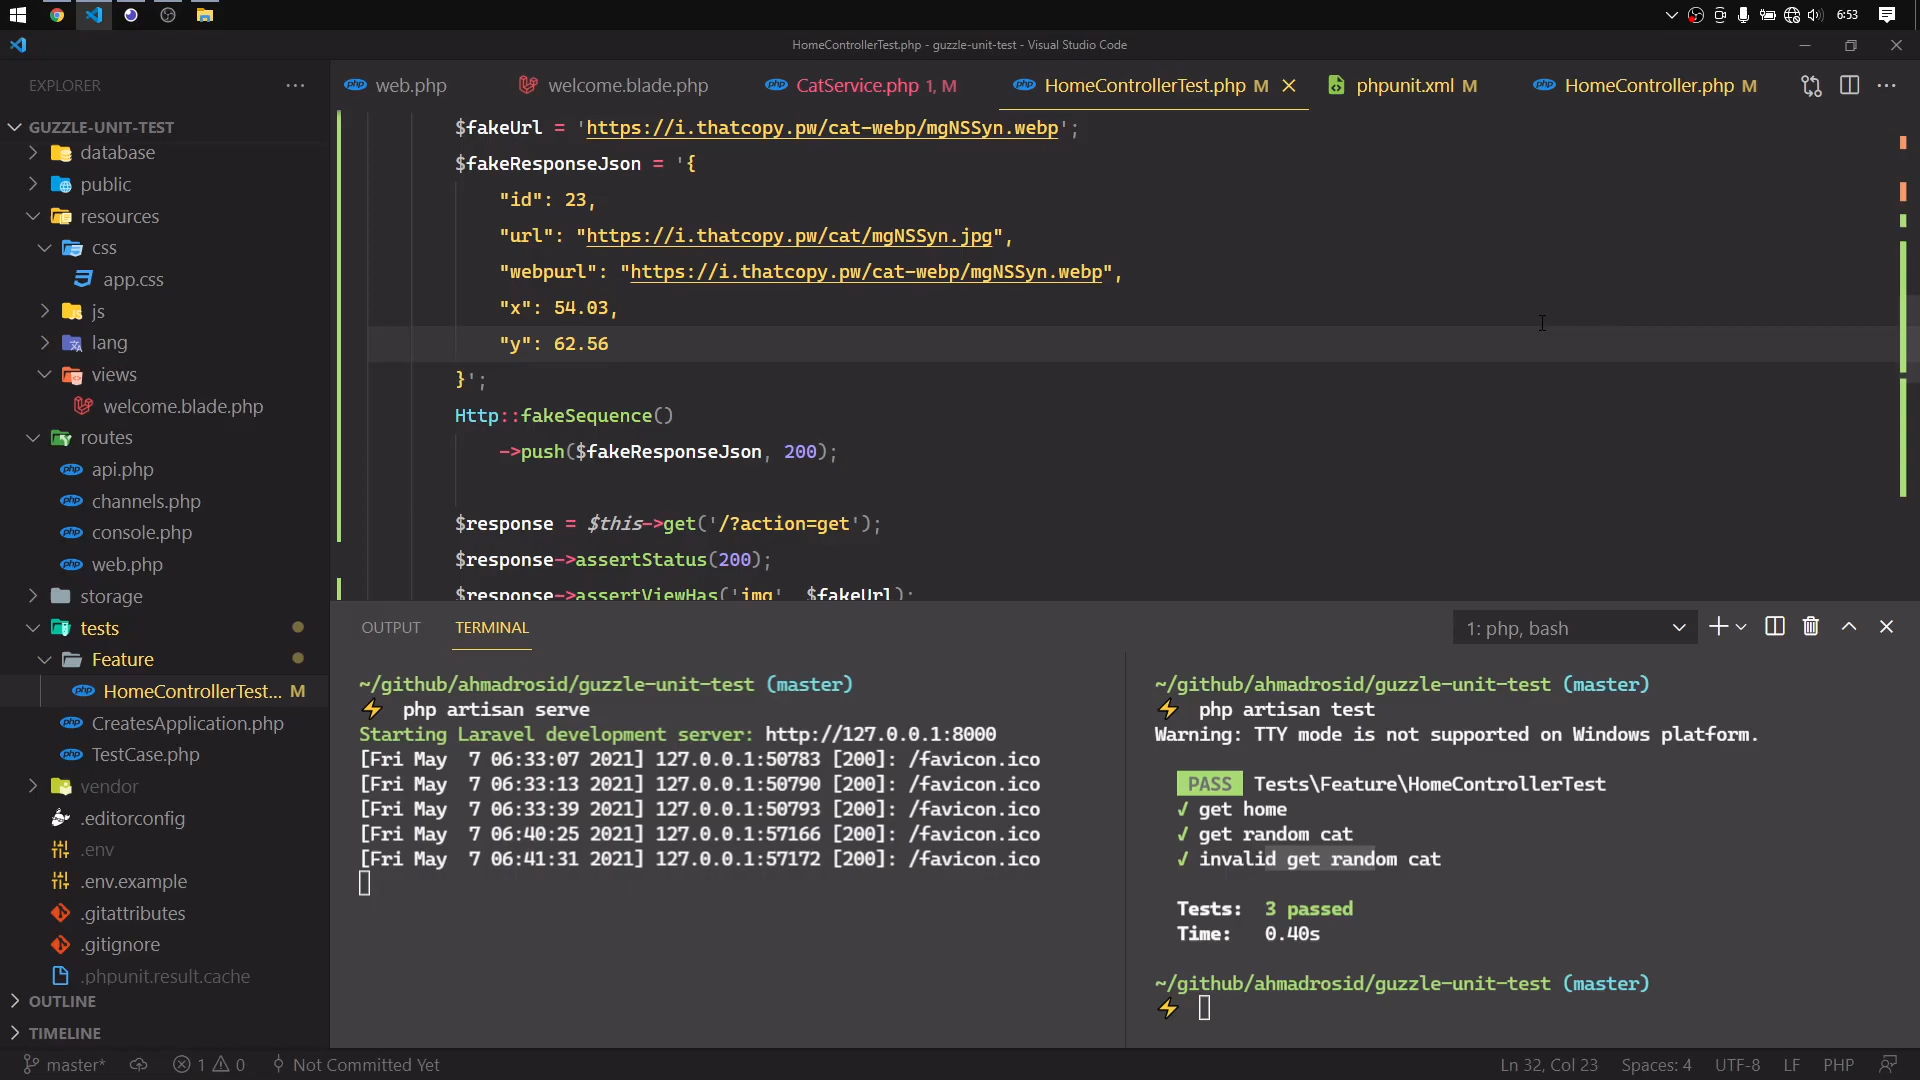 6:53
HomeControllerTest.php - guzzle-unit-test - Visual Studio Code
EXPLORER
web.php
welcome.blade.php
CatService.php 1, M
HomeControllerTest.php M
phpunit.xml M
HomeController.php M
GUZZLE-UNIT-TEST
database
public
resources
css
app.css
js
lang
views
welcome.blade.php
routes
api.php
channels.php
console.php
web.php
storage
tests
Feature
HomeControllerTest... M
CreatesApplication.php
TestCase.php
vendor
.editorconfig
.env
.env.example
.gitattributes
.gitignore
.phpunit.result.cache
OUTLINE
TIMELINE
$fakeUrl = 'https://i.thatcopy.pw/cat-webp/mgNSSyn.webp';
$fakeResponseJson = '{
"id": 23,
"url": "https://i.thatcopy.pw/cat/mgNSSyn.jpg",
"webpurl": "https://i.thatcopy.pw/cat-webp/mgNSSyn.webp",
"x": 54.03,
"y": 62.56
}';
Http::fakeSequence()
->push($fakeResponseJson, 200);
$response = $this->get('/?action=get');
$response->assertStatus(200);
$response->assertViewHas('img' $fakeUrl);
OUTPUT
TERMINAL
1: php, bash
~/github/ahmadrosid/guzzle-unit-test (master)
⚡ php artisan serve
Starting Laravel development server: http://127.0.0.1:8000
[Fri May  7 06:33:07 2021] 127.0.0.1:50783 [200]: /favicon.ico
[Fri May  7 06:33:13 2021] 127.0.0.1:50790 [200]: /favicon.ico
[Fri May  7 06:33:39 2021] 127.0.0.1:50793 [200]: /favicon.ico
[Fri May  7 06:40:25 2021] 127.0.0.1:57166 [200]: /favicon.ico
[Fri May  7 06:41:31 2021] 127.0.0.1:57172 [200]: /favicon.ico
~/github/ahmadrosid/guzzle-unit-test (master)
⚡ php artisan test
Warning: TTY mode is not supported on Windows platform.
PASS Tests\Feature\HomeControllerTest
✓ get home
✓ get random cat
✓ invalid get random cat
Tests: 3 passed
Time: 0.40s
~/github/ahmadrosid/guzzle-unit-test (master)
⚡
master*
1
0
Not Committed Yet
Ln 32, Col 23
Spaces: 4
UTF-8
LF
PHP